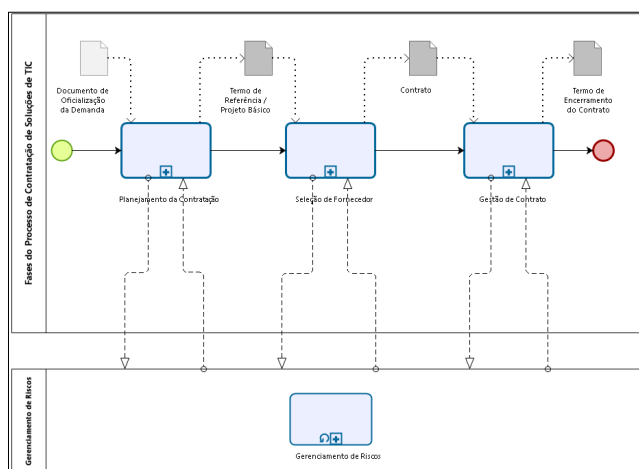 Fases do Processo de Contratação de Soluções de TIC
Documento de
Oficialização
da Demanda
Termo de
Referência /
Projeto Básico
Contrato
Termo de
Encerramento
do Contrato
Planejamento da Contratação
Seleção de Fornecedor
Gestão de Contrato
Gerenciamento de Riscos
Gerenciamento de Riscos